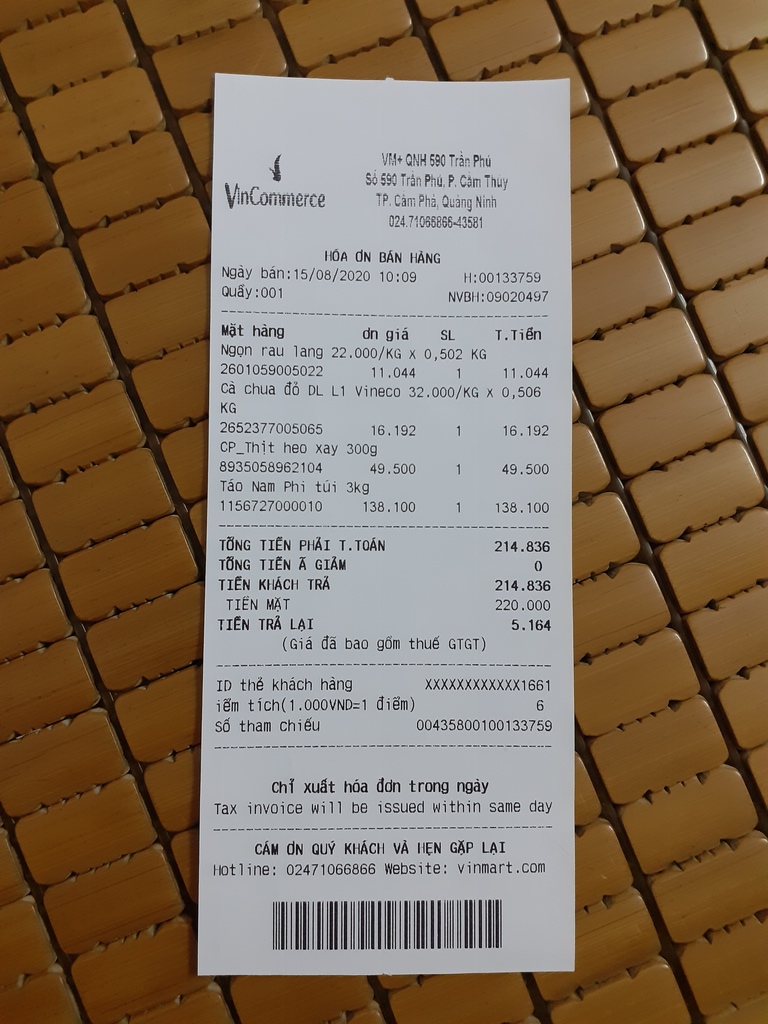 VinCommerce
VM+ QNH 590 Trần Phú
Số 590 Trần Phú, P. Cẩm Thủy
TP. Cẩm Phả, Quảng Ninh
024.71066866-43581
HÓA ƠN BÁN HÀNG
Ngày bán:15/08/2020 10:09 H:00133759
Quầy:001 NVBH:09020497
Mặt hàng ơn giá SL T.Tiền
Ngọn rau lang 22.000/KG X 0,502 KG
2601059005022 11.044 1 11.044
Cà chua đỏ DL L1 Vineco 32.000/KG X 0,506
KG
2652377005065 16.192 1 16.192
CP_Thịt heo xay 300g
8935058962104 49.500 1 49.500
Táo Nam Phi túi 3kg
1156727000010 138.100 1 138.100
TỔNG TIỀN PHẢI T.TOÁN 214.836
TỔNG TIỀN Ã GIẢM 0
TIỀN KHÁCH TRẢ 214.836
TIỀN MẶT 220.000
TIỀN TRẢ LẠI 5.164
(Giá đã bao gồm thuế GTGT)
ID thẻ khách hàng XXXXXXXXXXXX1661
iểm tích(1.000VND=1 điểm) 6
Số tham chiếu 00435800100133759
Chỉ xuất hóa đơn trong ngày
Tax invoice will be issued within same day
CẢM ƠN QUÝ KHÁCH VÀ HẸN GẶP LẠI
Hotline: 02471066866 Website: vinmart.com